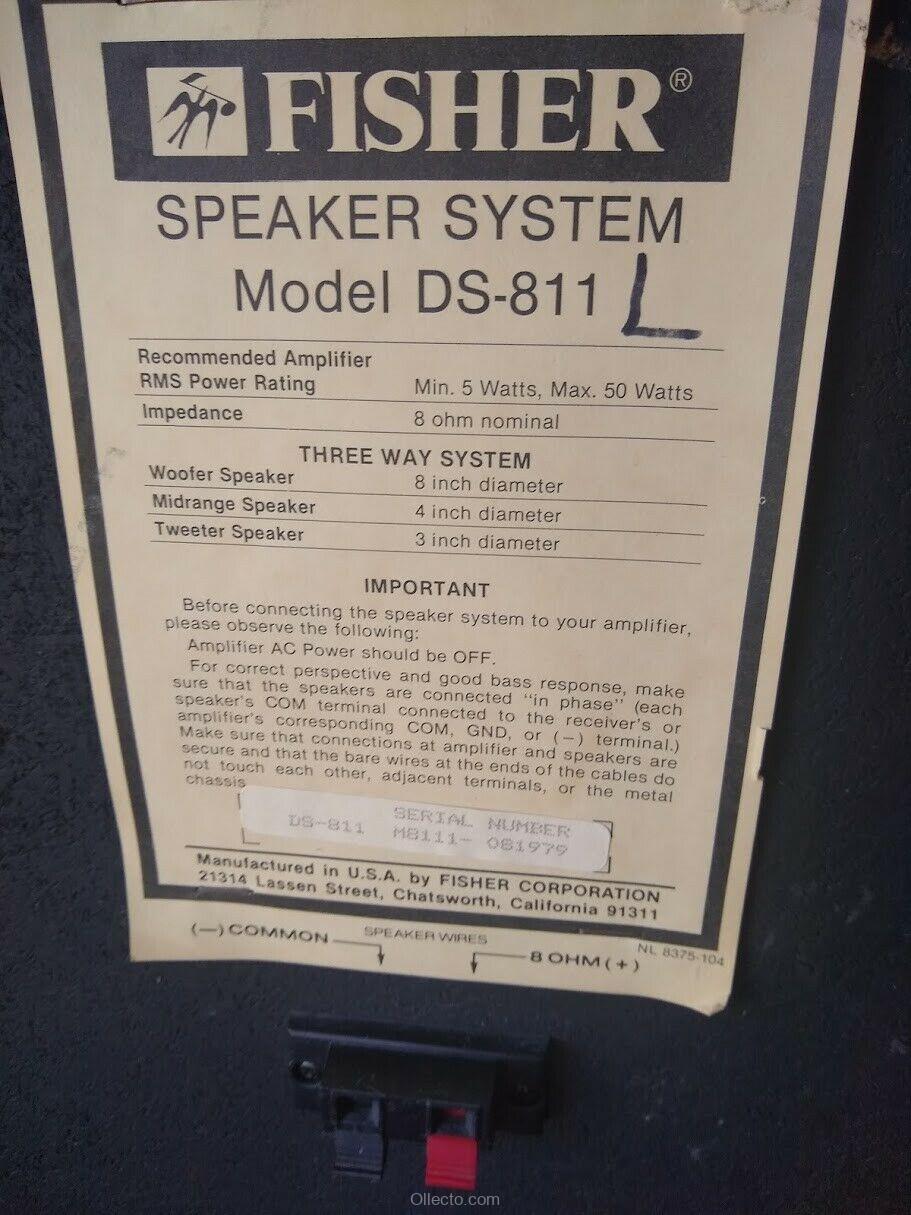 FISHER®
SPEAKER SYSTEM
Model DS-811 L
Recommended Amplifier
RMS Power Rating Min. 5 Watts, Max. 50 Watts
Impedance 8 ohm nominal
THREE WAY SYSTEM
Woofer Speaker 8 inch diameter
Midrange Speaker 4 inch diameter
Tweeter Speaker 3 inch diameter
IMPORTANT
Before connecting the speaker system to your amplifier,
please observe the following:
Amplifier AC Power should be OFF.
For correct perspective and good bass response, make
sure that the speakers are connected "in phase" (each
speaker's COM terminal connected to the receiver's or
amplifier's corresponding COM, GND, or (−) terminal.)
Make sure that connections at amplifier and speakers are
secure and that the bare wires at the ends of the cables do
not touch each other, adjacent terminals, or the metal
chassis
SERIAL NUMBER
DS-811 M8111- 081979
Manufactured in U.S.A. by FISHER CORPORATION
21314 Lassen Street, Chatsworth, California 91311
(—) COMMON SPEAKER WIRES 8 OHM (+)
NL 8375-104
Ollecto.com